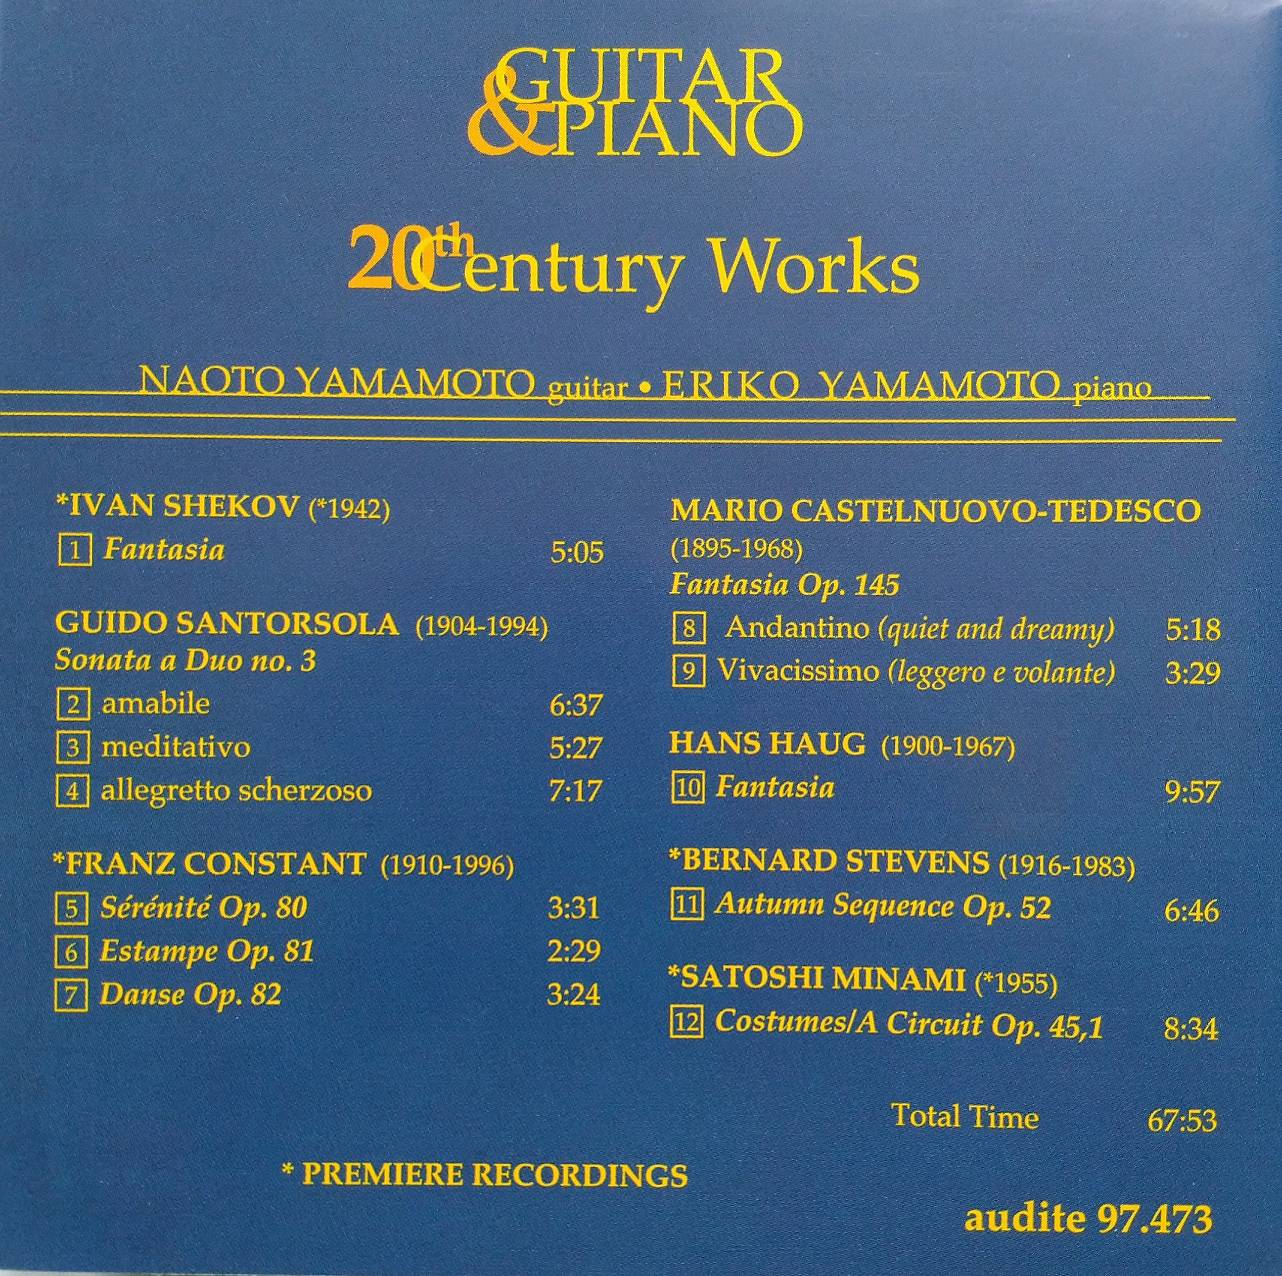 GUITAR
& PIANO
20th Century Works
NAOTO YAMAMOTO guitar • ERIKO YAMAMOTO piano
*IVAN SHEKOV (*1942)
1 Fantasia 5:05
GUIDO SANTORSOLA (1904-1994)
Sonata a Duo no. 3
2 amabile 6:37
3 meditativo 5:27
4 allegretto scherzoso 7:17
*FRANZ CONSTANT (1910-1996)
5 Sérénité Op. 80 3:31
6 Estampe Op. 81 2:29
7 Danse Op. 82 3:24
MARIO CASTELNUOVO-TEDESCO
(1895-1968)
Fantasia Op. 145
8 Andantino (quiet and dreamy) 5:18
9 Vivacissimo (leggero e volante) 3:29
HANS HAUG (1900-1967)
10 Fantasia 9:57
*BERNARD STEVENS (1916-1983)
11 Autumn Sequence Op. 52 6:46
*SATOSHI MINAMI (*1955)
12 Costumes/A Circuit Op. 45,1 8:34
Total Time 67:53
* PREMIERE RECORDINGS
audite 97.473